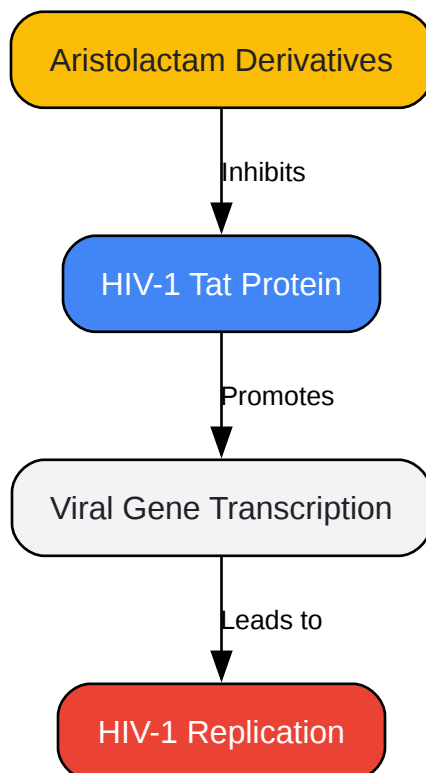 Aristolactam Derivatives
Inhibits
HIV-1 Tat Protein
Promotes
Viral Gene Transcription
Leads to
HIV-1 Replication